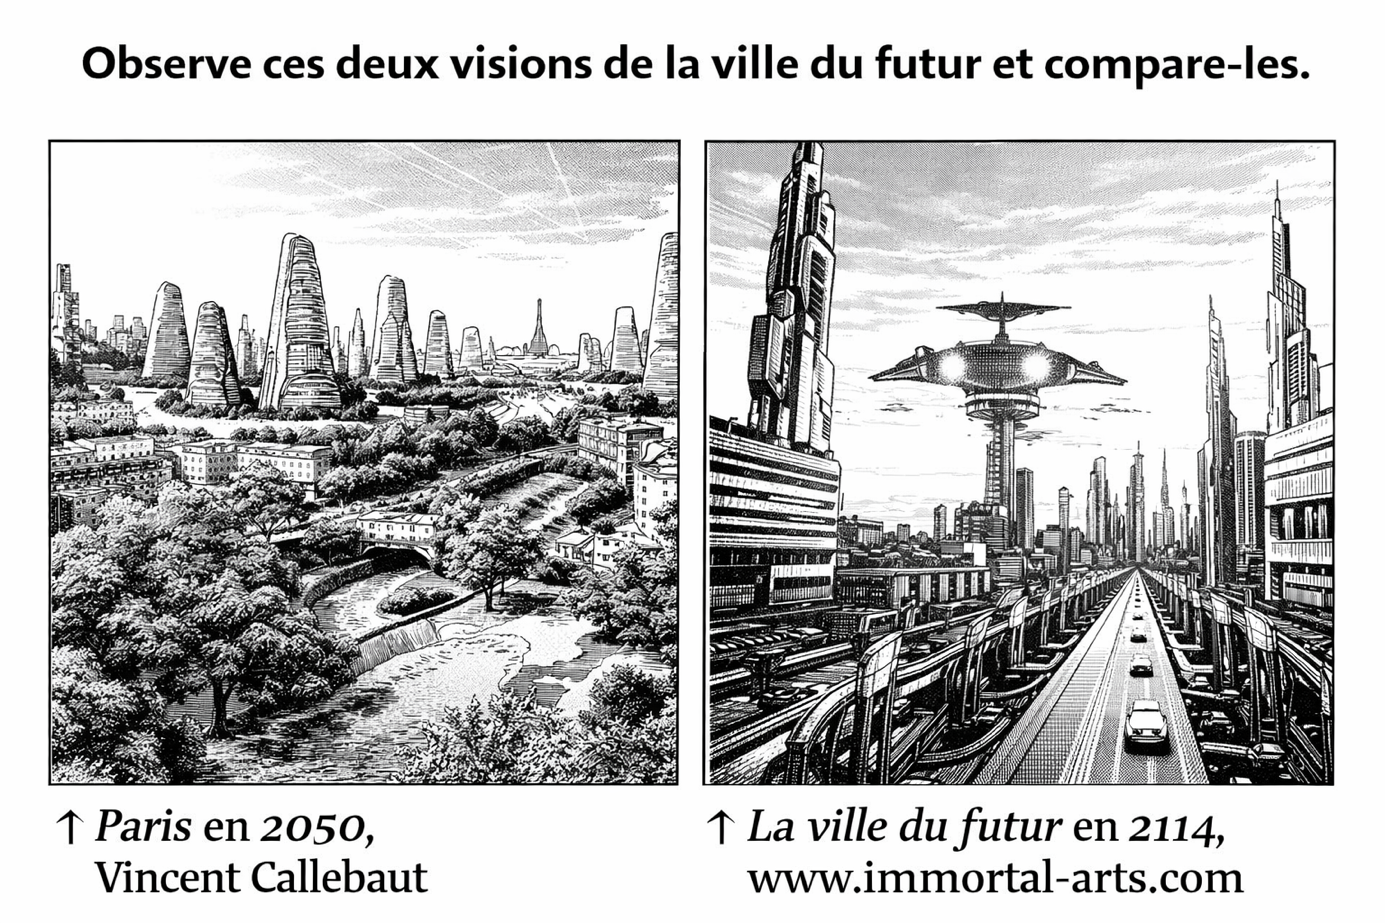 Observe ces deux visions de la ville du futur et compare-les.
↑ Paris en 2050,
Vincent Callebaut
↑ La ville du futur en 2114,
www.immortal-arts.com